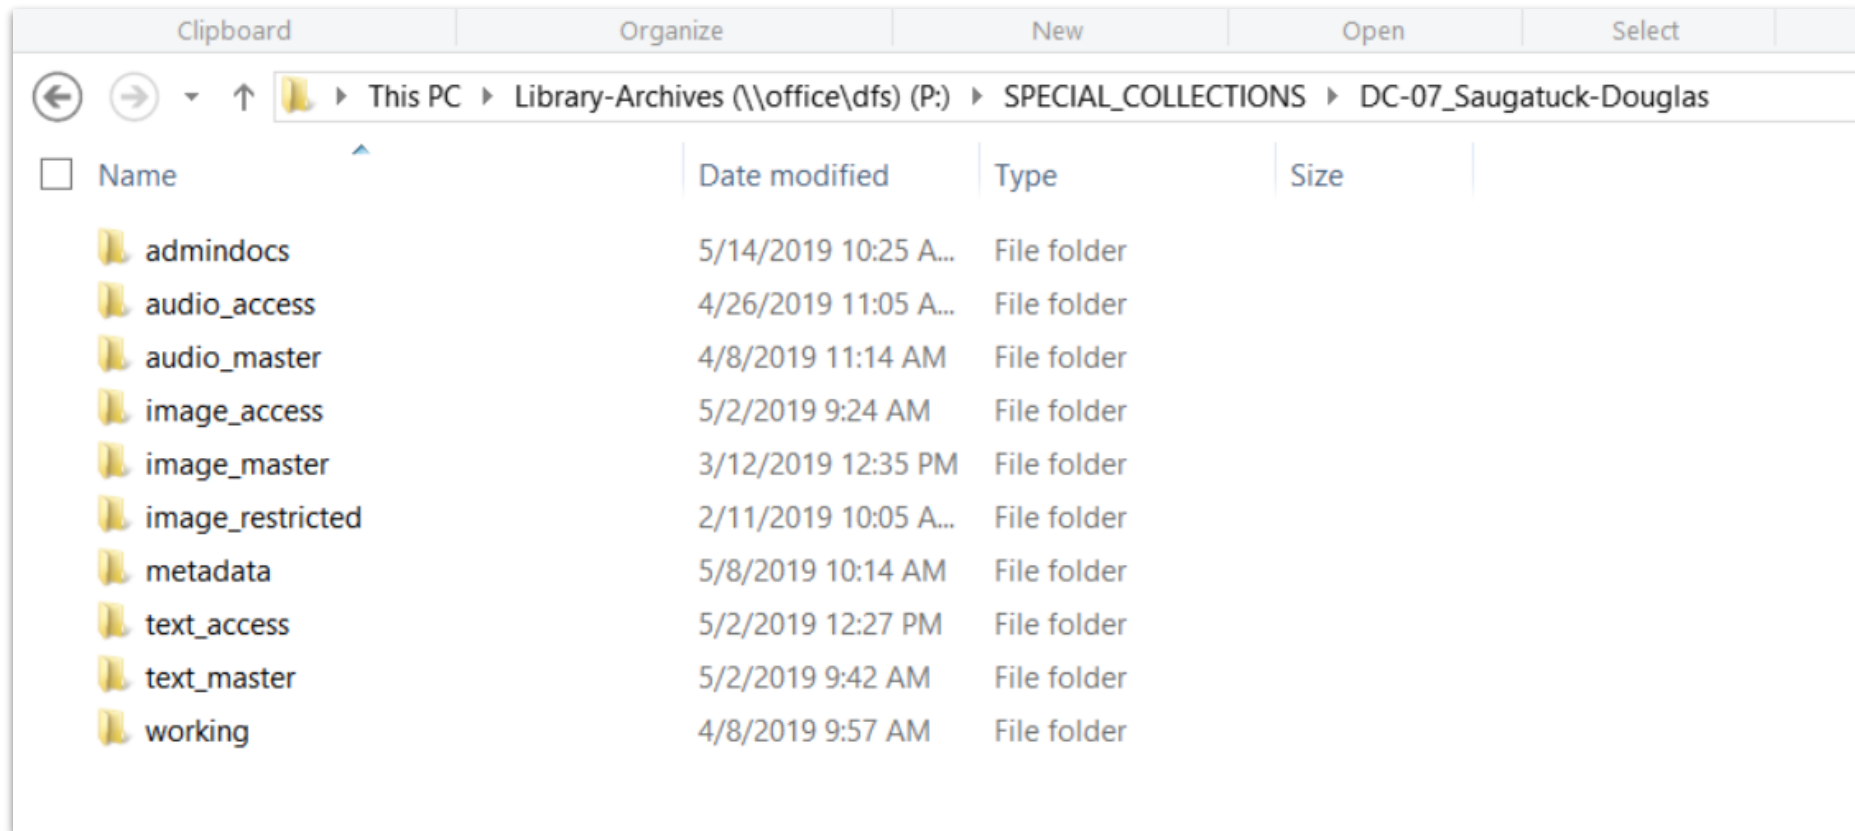 Clipboard Organize New Open Select
This PC Library-Archives (\\office\dfs) (P:) SPECIAL_COLLECTIONS DC-07_Saugatuck-Douglas
Name Date modified Type Size
admindocs 5/14/2019 10:25 A... File folder
audio_access 4/26/2019 11:05 A... File folder
audio_master 4/8/2019 11:14 AM File folder
image_access 5/2/2019 9:24 AM File folder
image_master 3/12/2019 12:35 PM File folder
image_restricted 2/11/2019 10:05 A... File folder
metadata 5/8/2019 10:14 AM File folder
text_access 5/2/2019 12:27 PM File folder
text_master 5/2/2019 9:42 AM File folder
working 4/8/2019 9:57 AM File folder